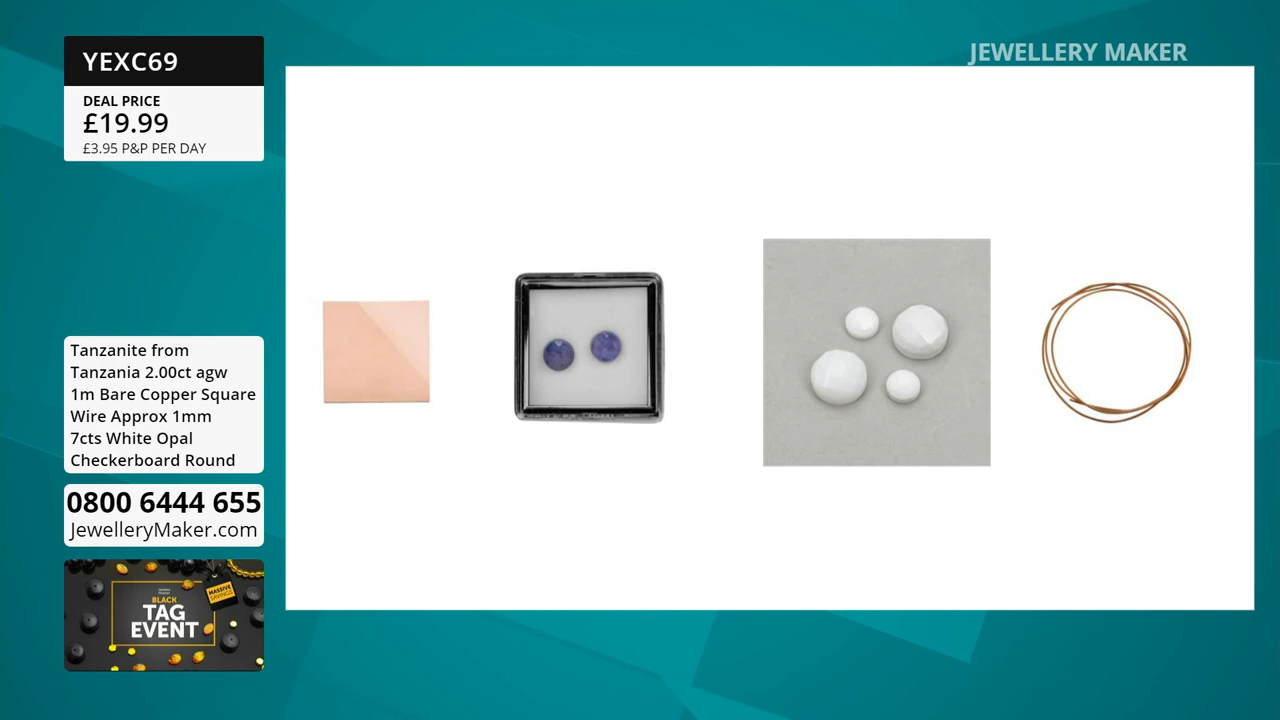 YEXC69
DEAL PRICE
£19.99
£3.95 P&P PER DAY
JEWELLERY MAKER
Tanzanite from
Tanzania 2.00ct agw
1m Bare Copper Square
Wire Approx 1mm
7cts White Opal
Checkerboard Round
0800 6444 655
JewelleryMaker.com
MASSIVE
SAVINGS
BLACK
TAG
EVENT